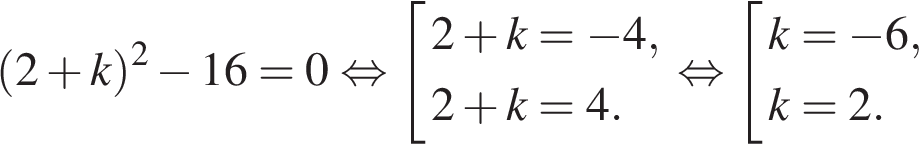 (2 + k)² − 16 = 0 ⇔ [ 2 + k = −4, 2 + k = 4. ⇔ [ k = −6, k = 2.